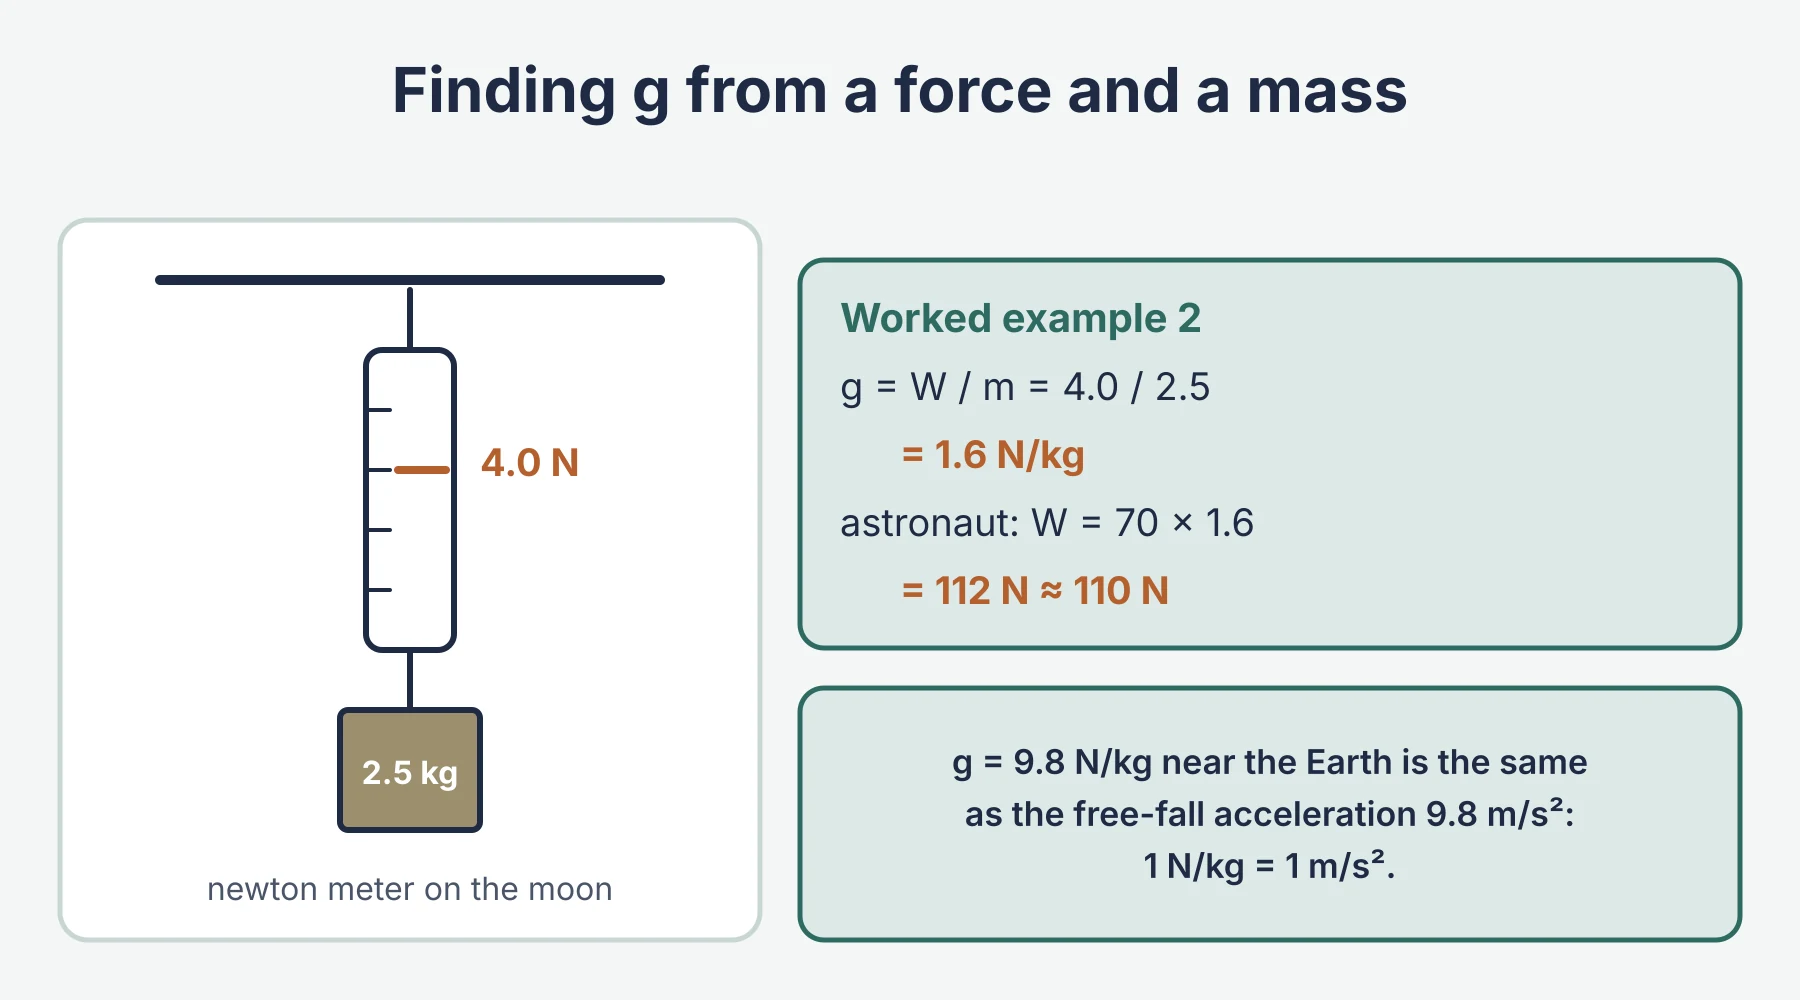 Finding g from a force and a mass
4.0 N
2.5 kg
newton meter on the moon
Worked example 2
g = W / m = 4.0 / 2.5
= 1.6 N/kg
astronaut: W = 70 × 1.6
= 112 N ≈ 110 N
g = 9.8 N/kg near the Earth is the same
as the free-fall acceleration 9.8 m/s²:
1 N/kg = 1 m/s².